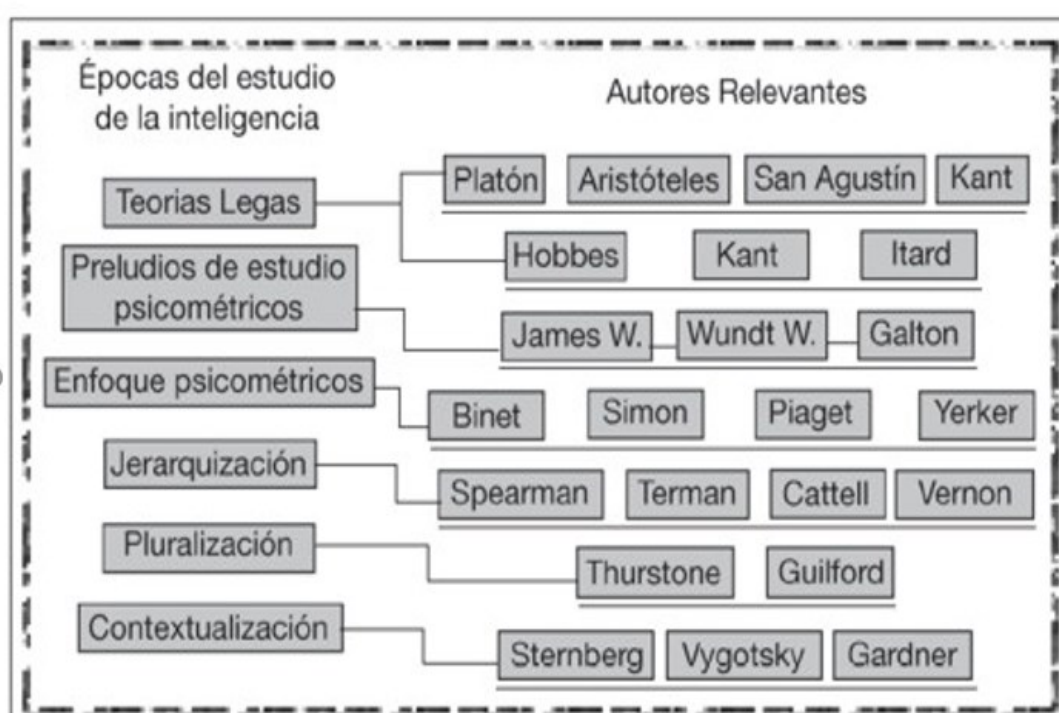 Épocas del estudio
de la inteligencia
Autores Relevantes
Teorias Legas
Platón Aristóteles San Agustín Kant
Hobbes Kant Itard
Preludios de estudio
psicométricos
James W. Wundt W. Galton
Enfoque psicométricos
Binet Simon Piaget Yerker
Jerarquización
Spearman Terman Cattell Vernon
Pluralización
Thurstone Guilford
Contextualización
Sternberg Vygotsky Gardner